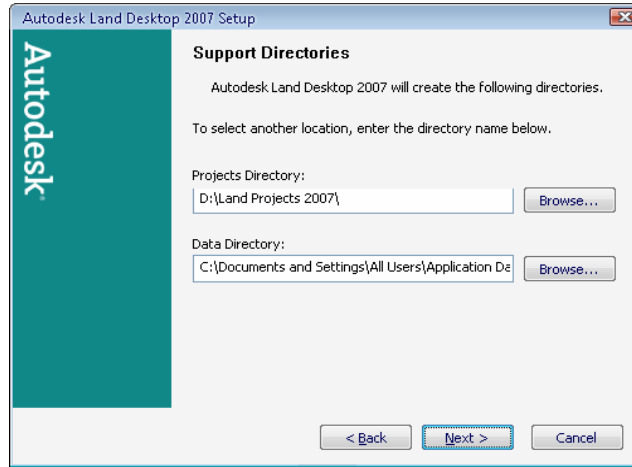 Autodesk Land Desktop 2007 Setup
Autodesk
Support Directories
Autodesk Land Desktop 2007 will create the following directories.
To select another location, enter the directory name below.
Projects Directory:
D:\Land Projects 2007\
Browse...
Data Directory:
C:\Documents and Settings\All Users\Application Da
Browse...
< Back
Next >
Cancel